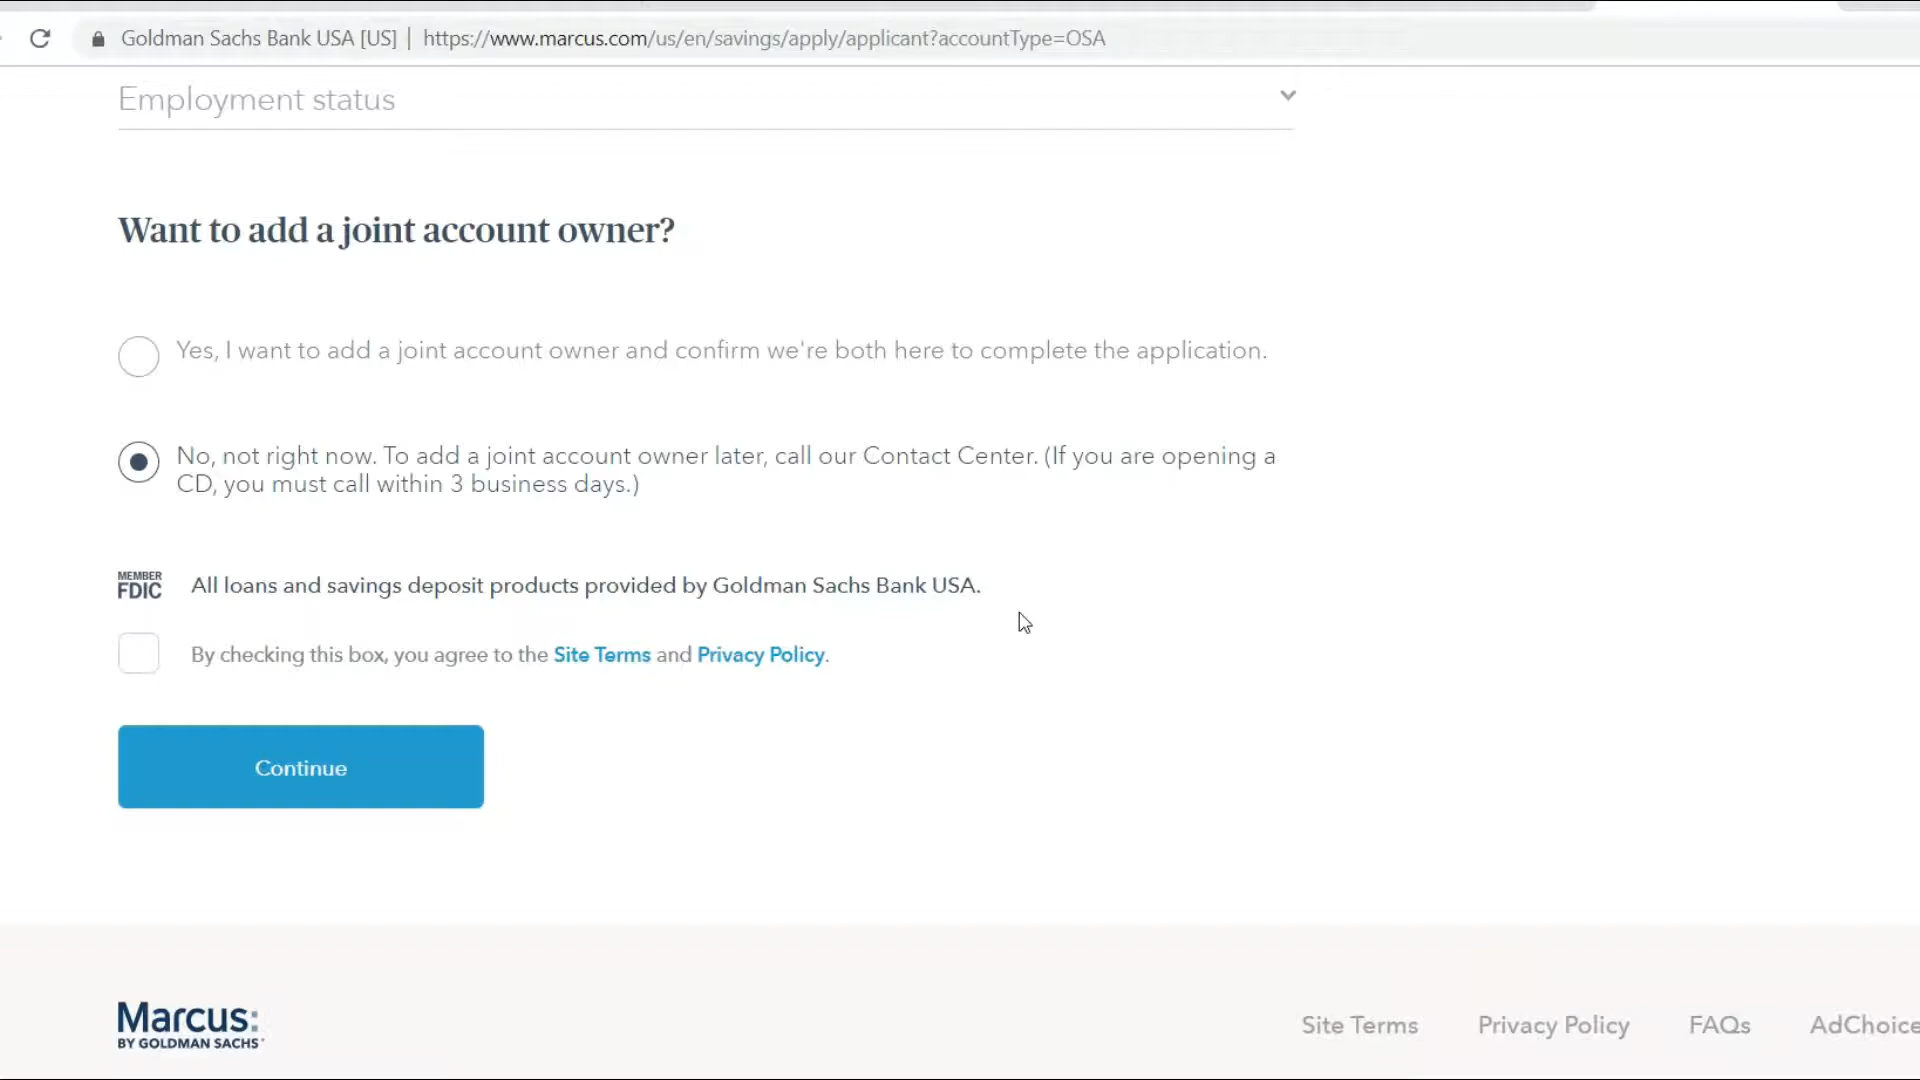 Goldman Sachs Bank USA [US] | https://www.marcus.com/us/en/savings/apply/applicant?accountType=OSA
Employment status
Want to add a joint account owner?
Yes, I want to add a joint account owner and confirm we're both here to complete the application.
No, not right now. To add a joint account owner later, call our Contact Center. (If you are opening a
CD, you must call within 3 business days.)
MEMBER
FDIC
All loans and savings deposit products provided by Goldman Sachs Bank USA.
By checking this box, you agree to the Site Terms and Privacy Policy.
Continue
Marcus:
BY GOLDMAN SACHS
Site Terms Privacy Policy FAQs AdChoice